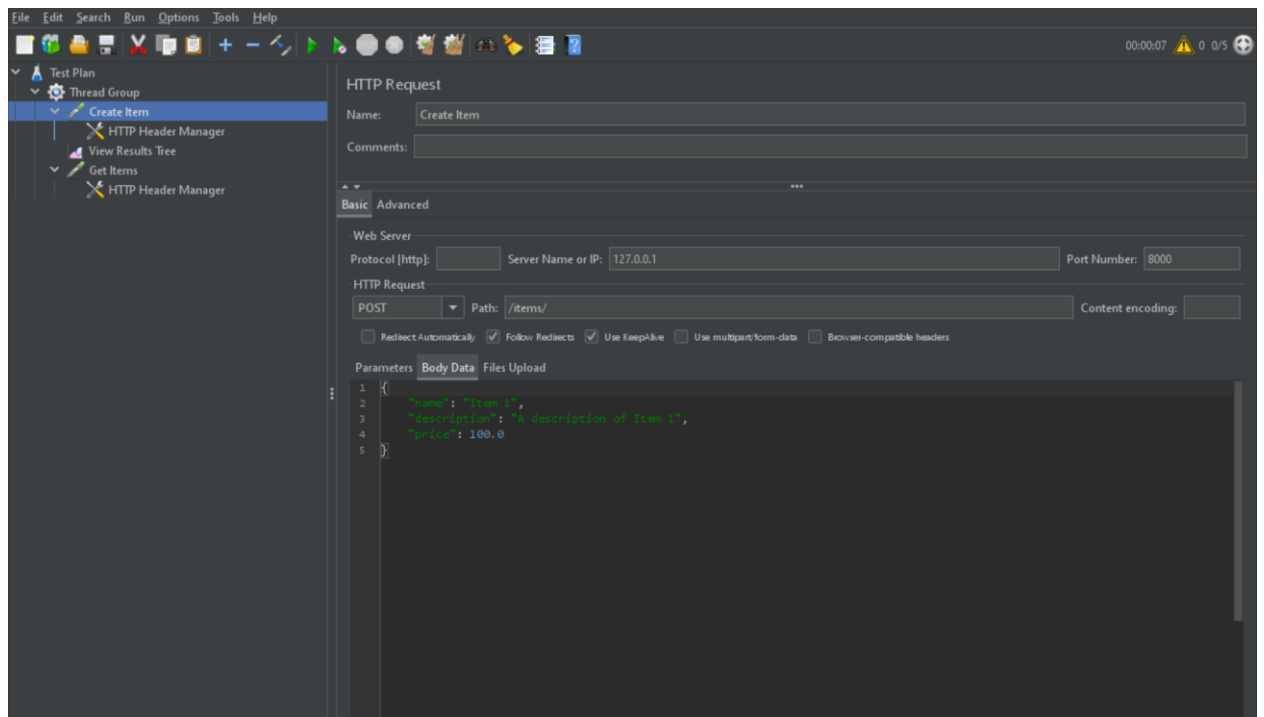 File Edit Search Run Options Tools Help
00:00:07 0 0/5
Test Plan
Thread Group
Create Item
HTTP Header Manager
View Results Tree
Get Items
HTTP Header Manager
HTTP Request
Name: Create Item
Comments:
Basic Advanced
Web Server
Protocol [http]: Server Name or IP: 127.0.0.1 Port Number: 8000
HTTP Request
POST Path: /items/ Content encoding:
Redirect Automatically Follow Redirects Use KeepAlive Use multipart/form-data Browser-compatible headers
Parameters Body Data Files Upload
1 {
2 "name": "Item 1",
3 "description": "A description of Item 1",
4 "price": 100.0
5 }